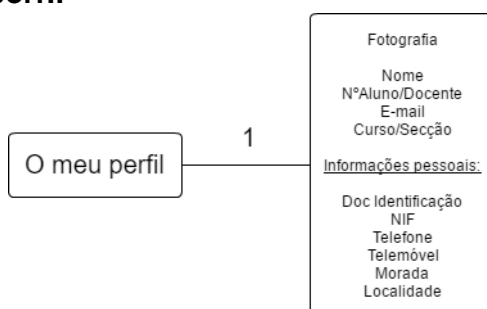 O meu perfil
1
Fotografia
Nome
NºAluno/Docente
E-mail
Curso/Secção
Informações pessoais:
Doc Identificação
NIF
Telefone
Telemóvel
Morada
Localidade